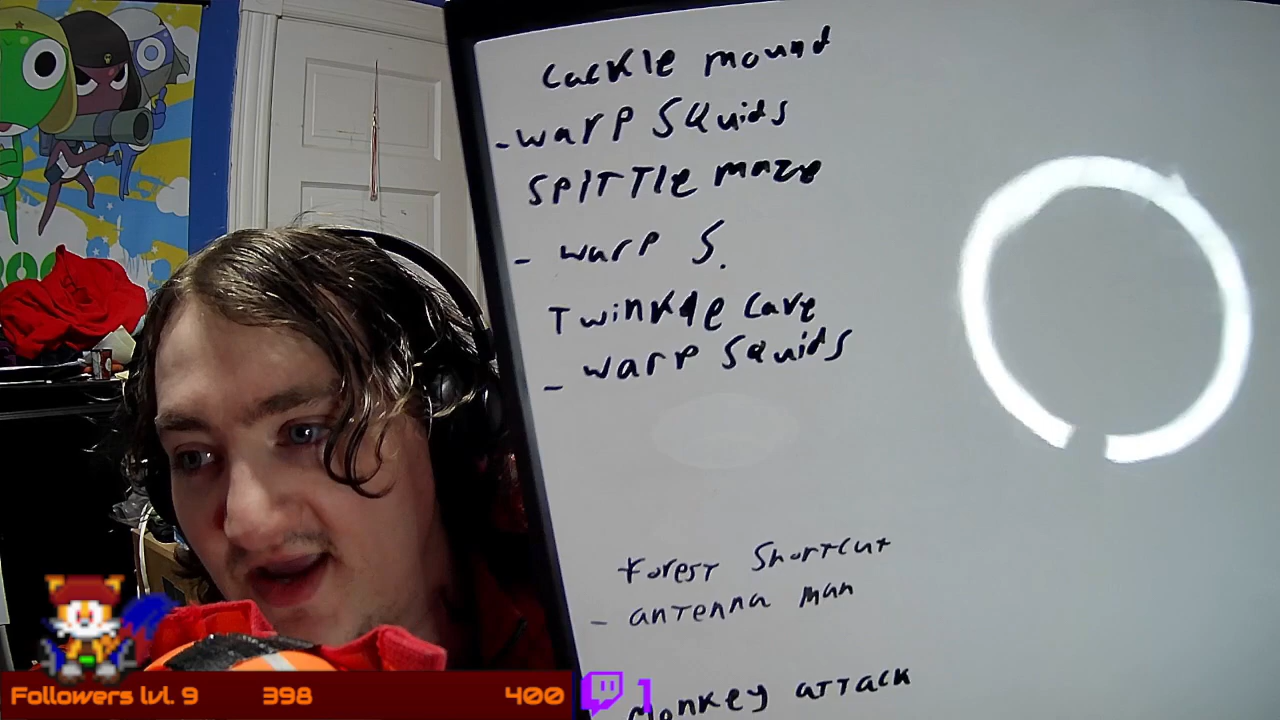 cackle mound
- warp squids
spittle maze
- warp s.
Twinkle cave
- warp squids
Forest Shortcut
- antenna man
Monkey attack
Followers lvl. 9 398 400 1